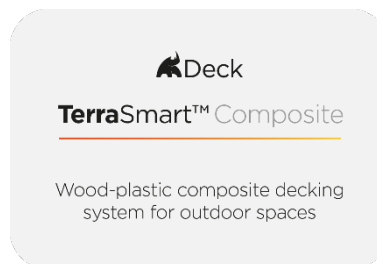 Deck
TerraSmart™ Composite
Wood-plastic composite decking
system for outdoor spaces